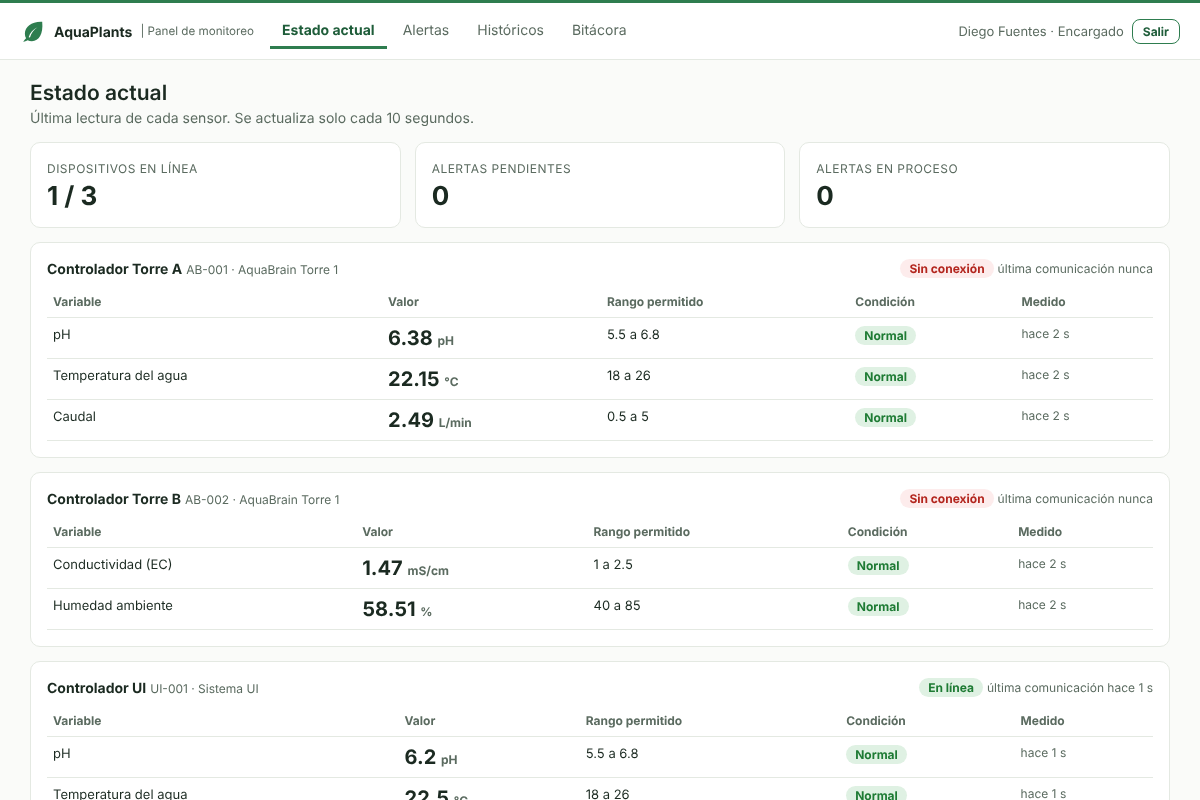 AquaPlants | Panel de monitoreo Estado actual Alertas Históricos Bitácora Diego Fuentes · Encargado Salir
Estado actual
Última lectura de cada sensor. Se actualiza solo cada 10 segundos.
DISPOSITIVOS EN LÍNEA ALERTAS PENDIENTES ALERTAS EN PROCESO
1 / 3 0 0
Controlador Torre A AB-001 · AquaBrain Torre 1 Sin conexión última comunicación nunca
Variable Valor Rango permitido Condición Medido
pH 6.38 pH 5.5 a 6.8 Normal hace 2 s
Temperatura del agua 22.15 °C 18 a 26 Normal hace 2 s
Caudal 2.49 L/min 0.5 a 5 Normal hace 2 s
Controlador Torre B AB-002 · AquaBrain Torre 1 Sin conexión última comunicación nunca
Variable Valor Rango permitido Condición Medido
Conductividad (EC) 1.47 mS/cm 1 a 2.5 Normal hace 2 s
Humedad ambiente 58.51 % 40 a 85 Normal hace 2 s
Controlador UI UI-001 · Sistema UI En línea última comunicación hace 1 s
Variable Valor Rango permitido Condición Medido
pH 6.2 pH 5.5 a 6.8 Normal hace 1 s
Temperatura del agua 22.5 °C 18 a 26 Normal hace 1 s